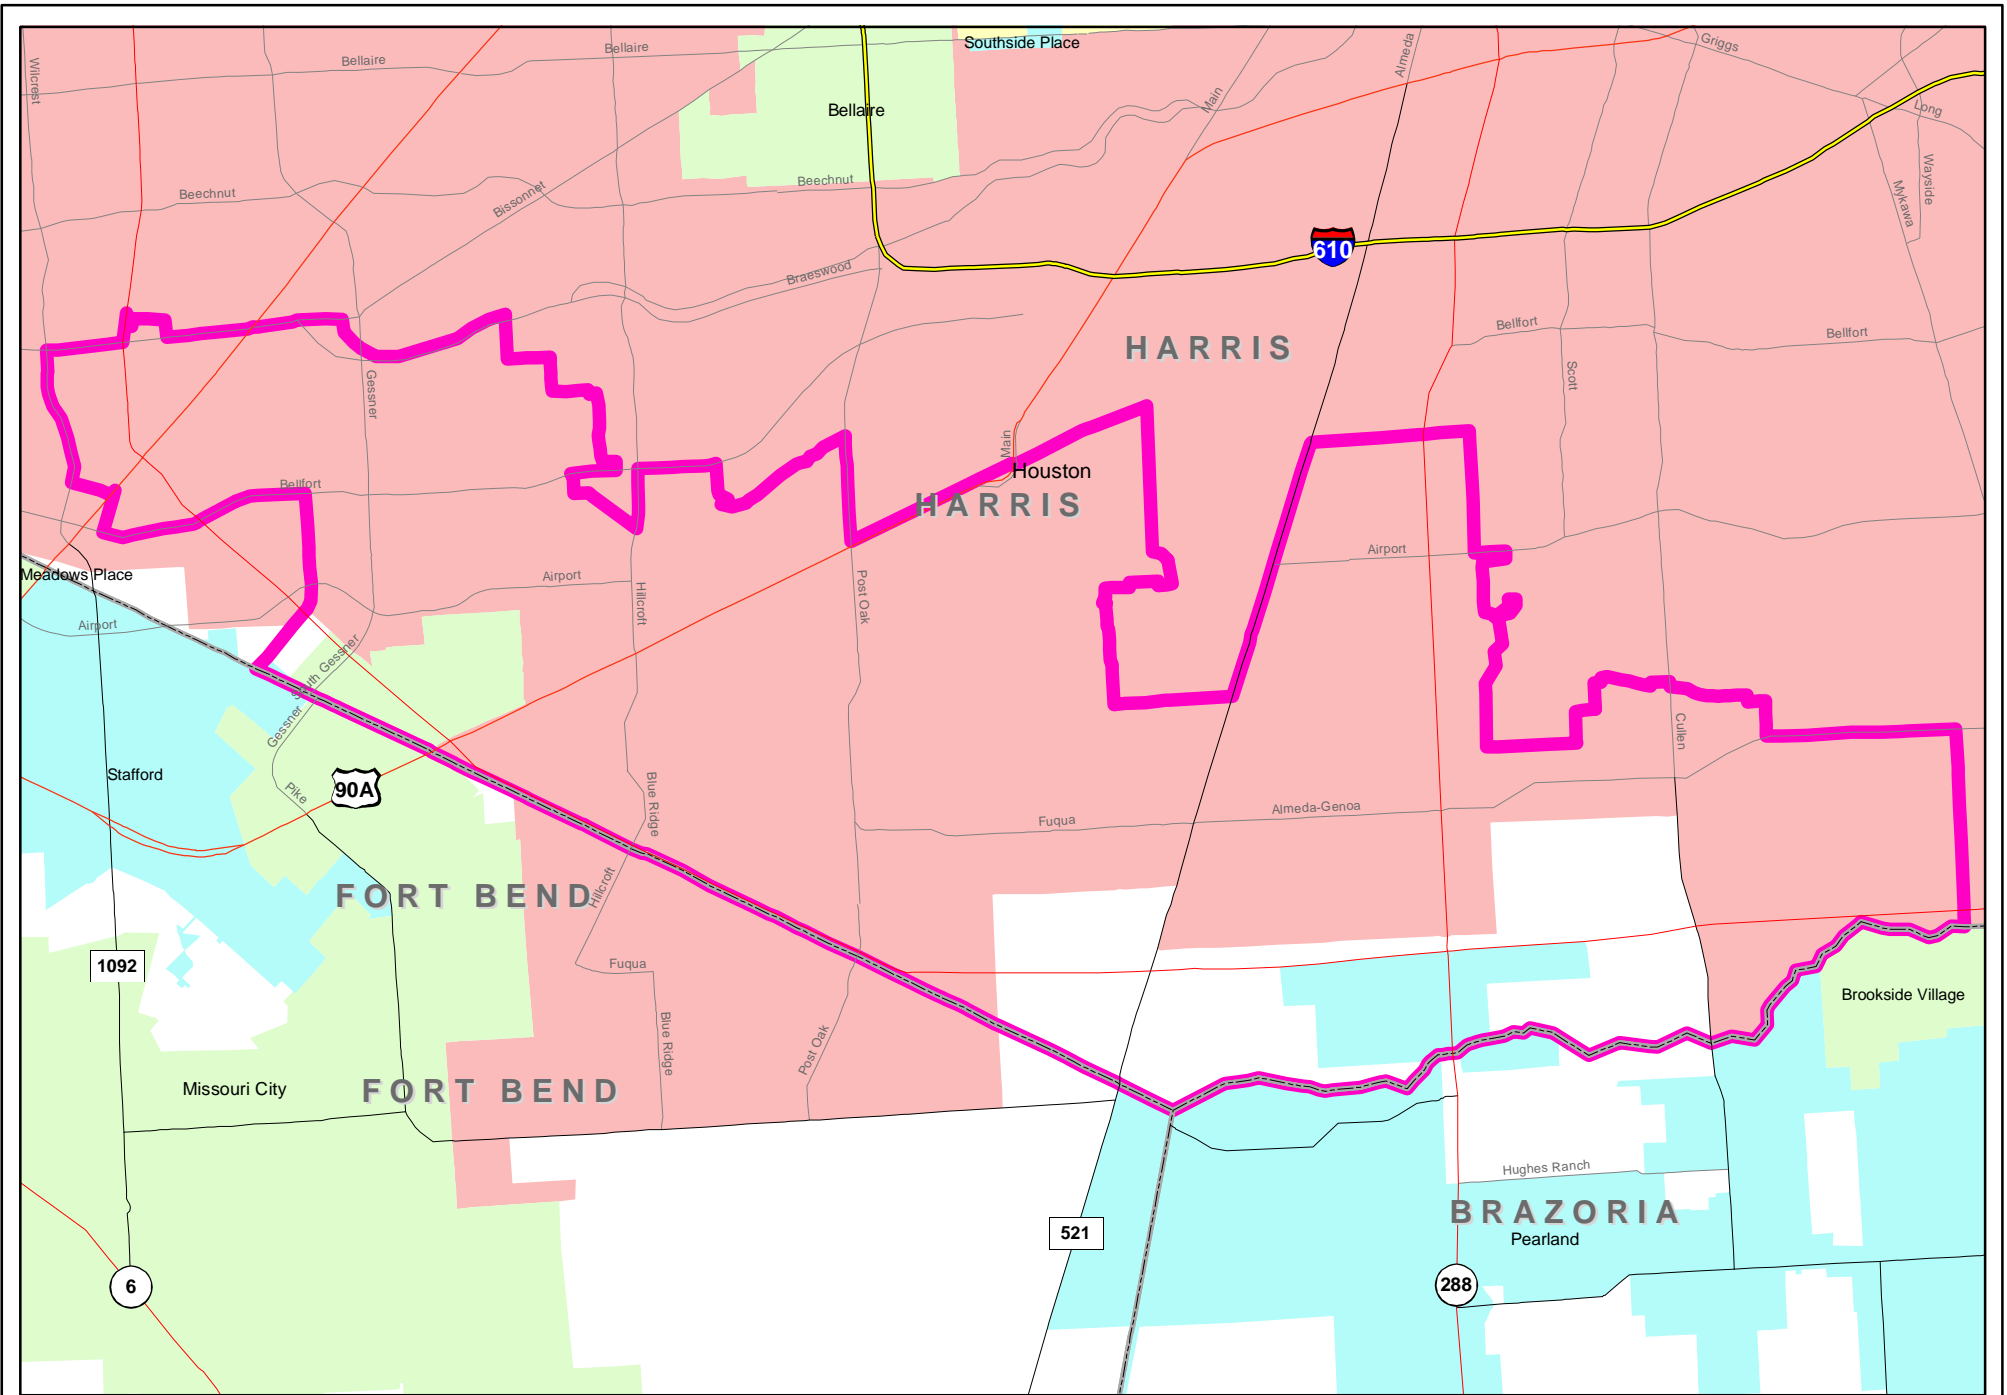 Southside Place
Griggs
Bellaire
Almeda
Bellaire
Wilcrest
Main
Long
Bellaire
Wayside
Beechnut
Beechnut
Bissonnet
Mykawa
610
Braeswood
Bellfort
Bellfort
HARRIS
Scott
Gessner
Main
Houston
Bellfort
HARRIS
Airport
Meadows Place
Airport
Hillcroft
Post Oak
Airport
South Gessner
Gessner
Cullen
Stafford
90A
Pike
Blue Ridge
Almeda-Genoa
Fuqua
FORT BEND
Hillcroft
1092
Fuqua
Brookside Village
Blue Ridge
Post Oak
Missouri City
FORT BEND
Hughes Ranch
BRAZORIA
521
Pearland
6
288